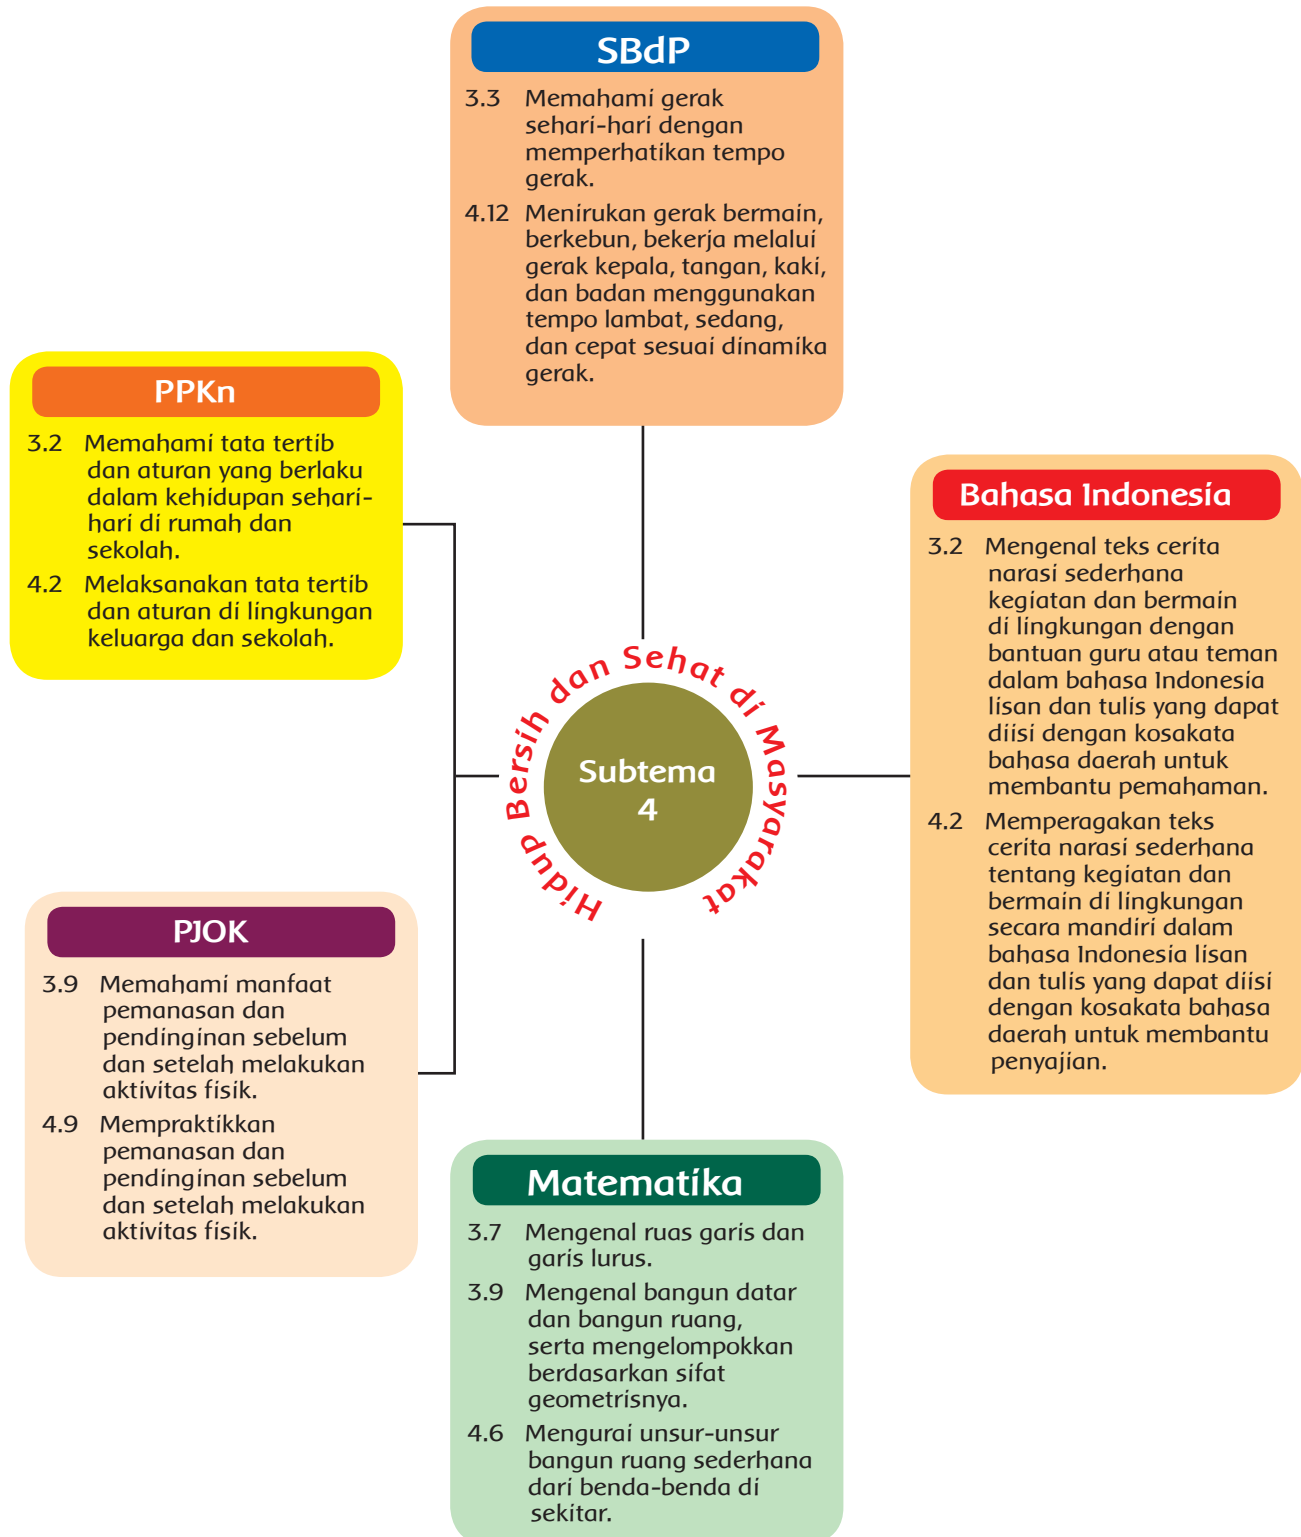 SBdP
3.3 Memahami gerak
sehari-hari dengan
memperhatikan tempo
gerak.
4.12 Menirukan gerak bermain,
berkebun, bekerja melalui
gerak kepala, tangan, kaki,
dan badan menggunakan
tempo lambat, sedang,
dan cepat sesuai dinamika
gerak.
PPKn
3.2 Memahami tata tertib
dan aturan yang berlaku
dalam kehidupan sehari-
hari di rumah dan
sekolah.
4.2 Melaksanakan tata tertib
dan aturan di lingkungan
keluarga dan sekolah.
Bahasa Indonesia
3.2 Mengenal teks cerita
narasi sederhana
kegiatan dan bermain
di lingkungan dengan
bantuan guru atau teman
dalam bahasa Indonesia
lisan dan tulis yang dapat
diisi dengan kosakata
bahasa daerah untuk
membantu pemahaman.
4.2 Memperagakan teks
cerita narasi sederhana
tentang kegiatan dan
bermain di lingkungan
secara mandiri dalam
bahasa Indonesia lisan
dan tulis yang dapat diisi
dengan kosakata bahasa
daerah untuk membantu
penyajian.
Hidup Bersih dan Sehat di Masyarakat
Subtema
4
PJOK
3.9 Memahami manfaat
pemanasan dan
pendinginan sebelum
dan setelah melakukan
aktivitas fisik.
4.9 Mempraktikkan
pemanasan dan
pendinginan sebelum
dan setelah melakukan
aktivitas fisik.
Matematika
3.7 Mengenal ruas garis dan
garis lurus.
3.9 Mengenal bangun datar
dan bangun ruang,
serta mengelompokkan
berdasarkan sifat
geometrisnya.
4.6 Mengurai unsur-unsur
bangun ruang sederhana
dari benda-benda di
sekitar.